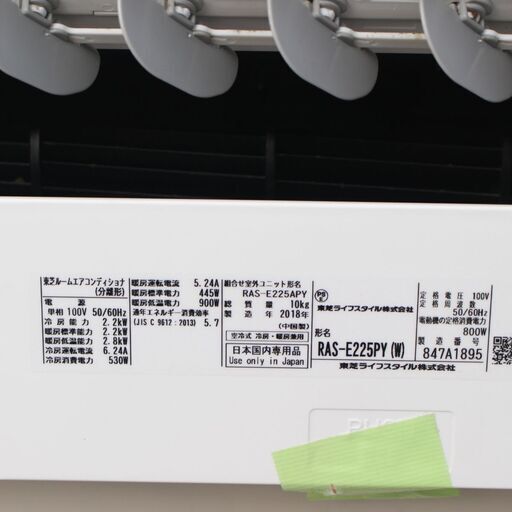 東芝ルームエアコンディショナ
(分離形)
電源
単相 100V 50/60Hz
冷房能力 2.2kW
暖房標準能力 2.2kW
暖房低温能力 2.8kW
冷房運転電流 6.24A
冷房消費電力 530W
暖房運転電流 5.24A
暖房標準電力 445W
暖房低温電力 900W
通年エネルギー消費効率
(JIS C 9612:2013) 5.7
組合せ室外ユニット形名
RAS-E225APY
総質量 10kg
製造年 2018年
(中国製)
空冷式 冷房・暖房兼用
日本国内専用品
Use only in Japan
PSE
東芝ライフスタイル株式会社
形名
RAS-E225PY(W)
東芝ライフスタイル株式会社
定格電圧 100V
定格周波数
50/60Hz
電動機の定格消費電力
800W
製造番号
847A1895